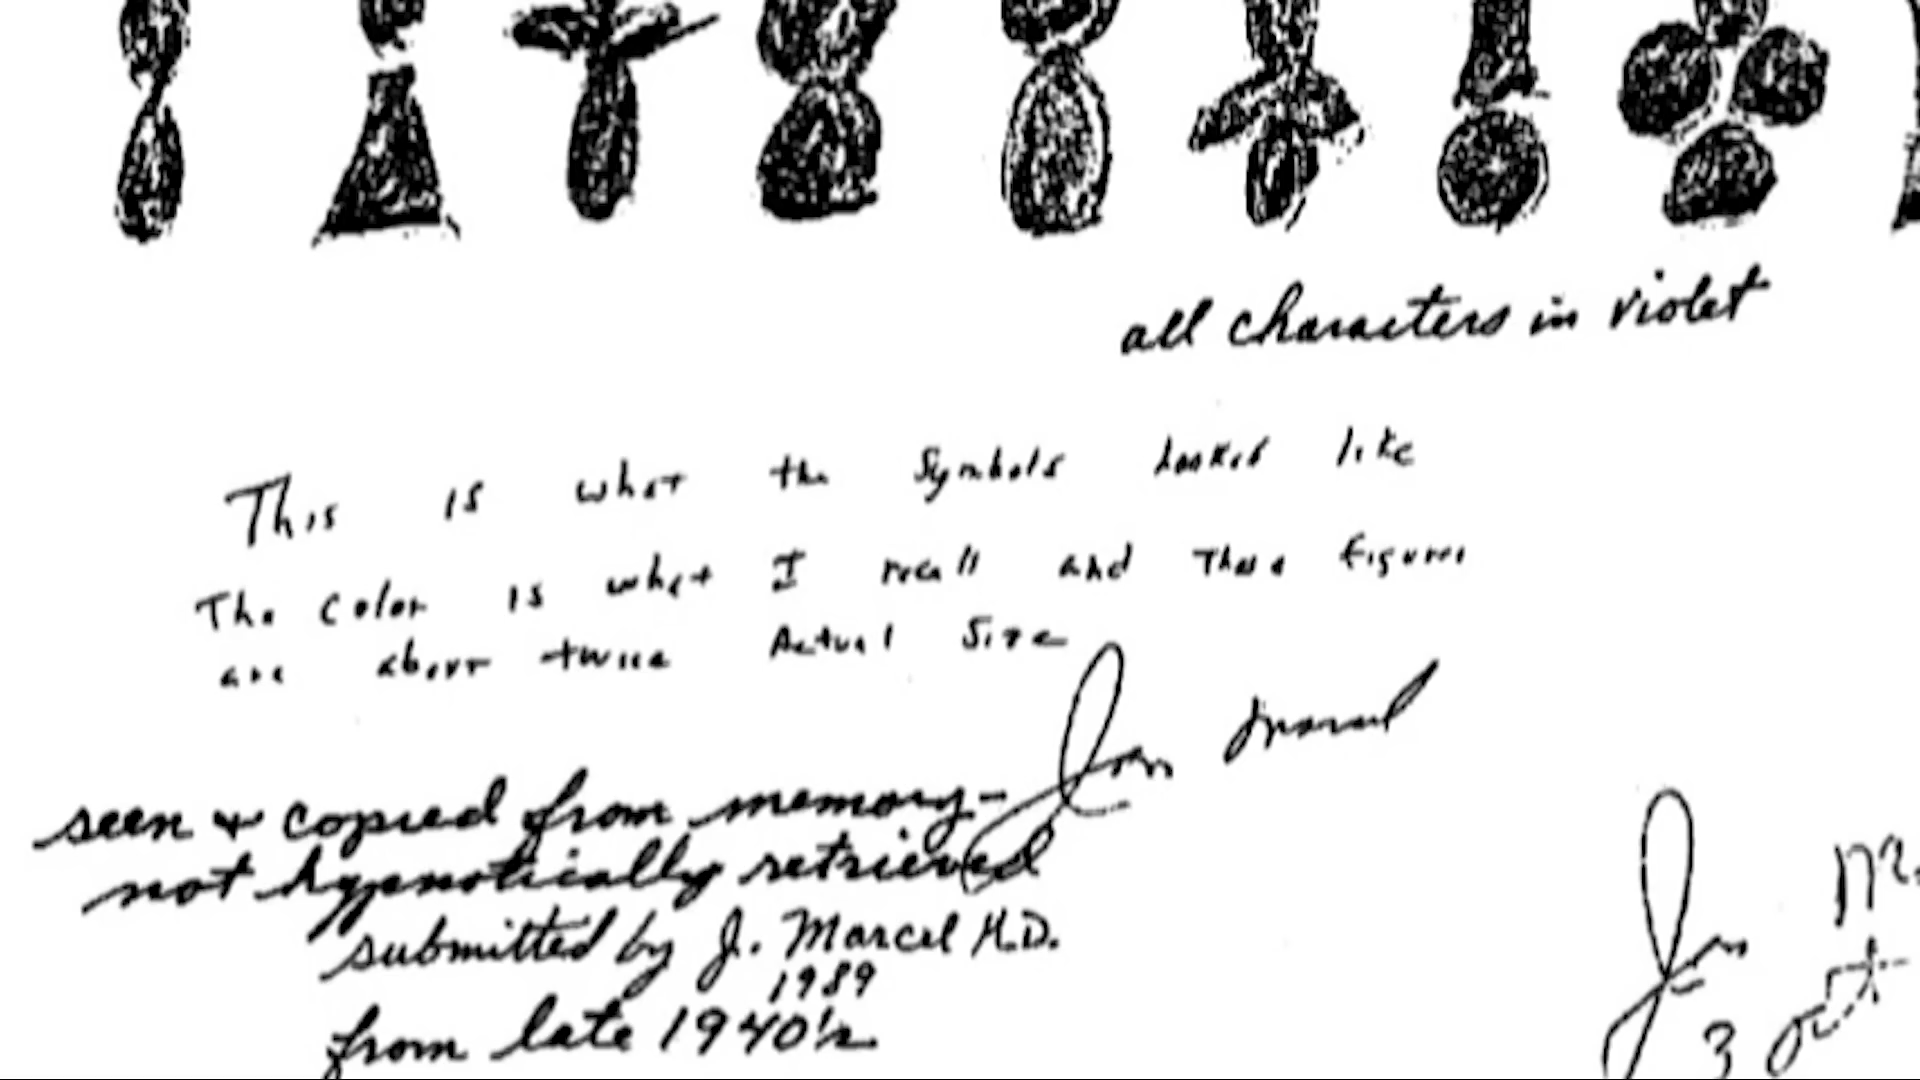 all characters in violet
This is what the Symbols looked like
The Color is what I recall and these figures
are about twice Actual Size
seen & copied from memory-
not hypnotically retrieved
submitted by J. Marcel M.D.
1989
from late 1940's